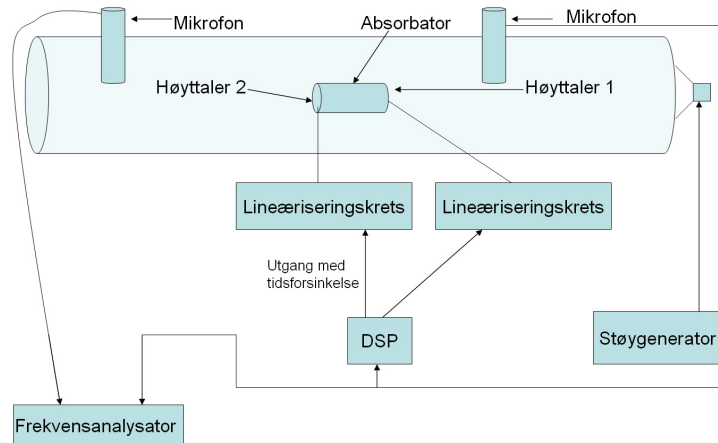 Mikrofon
Absorbator
Mikrofon
Høyttaler 2
Høyttaler 1
Lineæriseringskrets
Lineæriseringskrets
Utgang med
tidsforsinkelse
DSP
Støygenerator
Frekvensanalysator